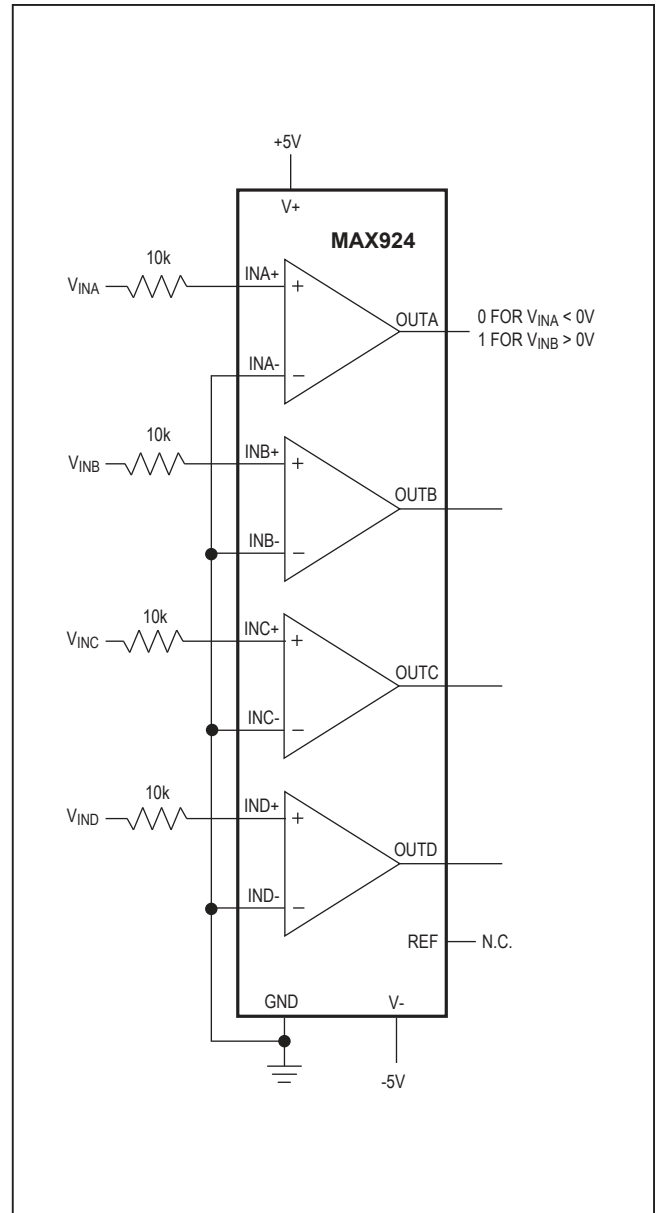 +5V
V+
MAX924
10k
VINA
INA+
+
OUTA
0 FOR VINA < 0V
1 FOR VINB > 0V
INA-
−
10k
VINB
INB+
+
OUTB
INB-
−
10k
VINC
INC+
+
OUTC
INC-
−
10k
VIND
IND+
+
OUTD
IND-
−
REF
N.C.
GND
V-
-5V